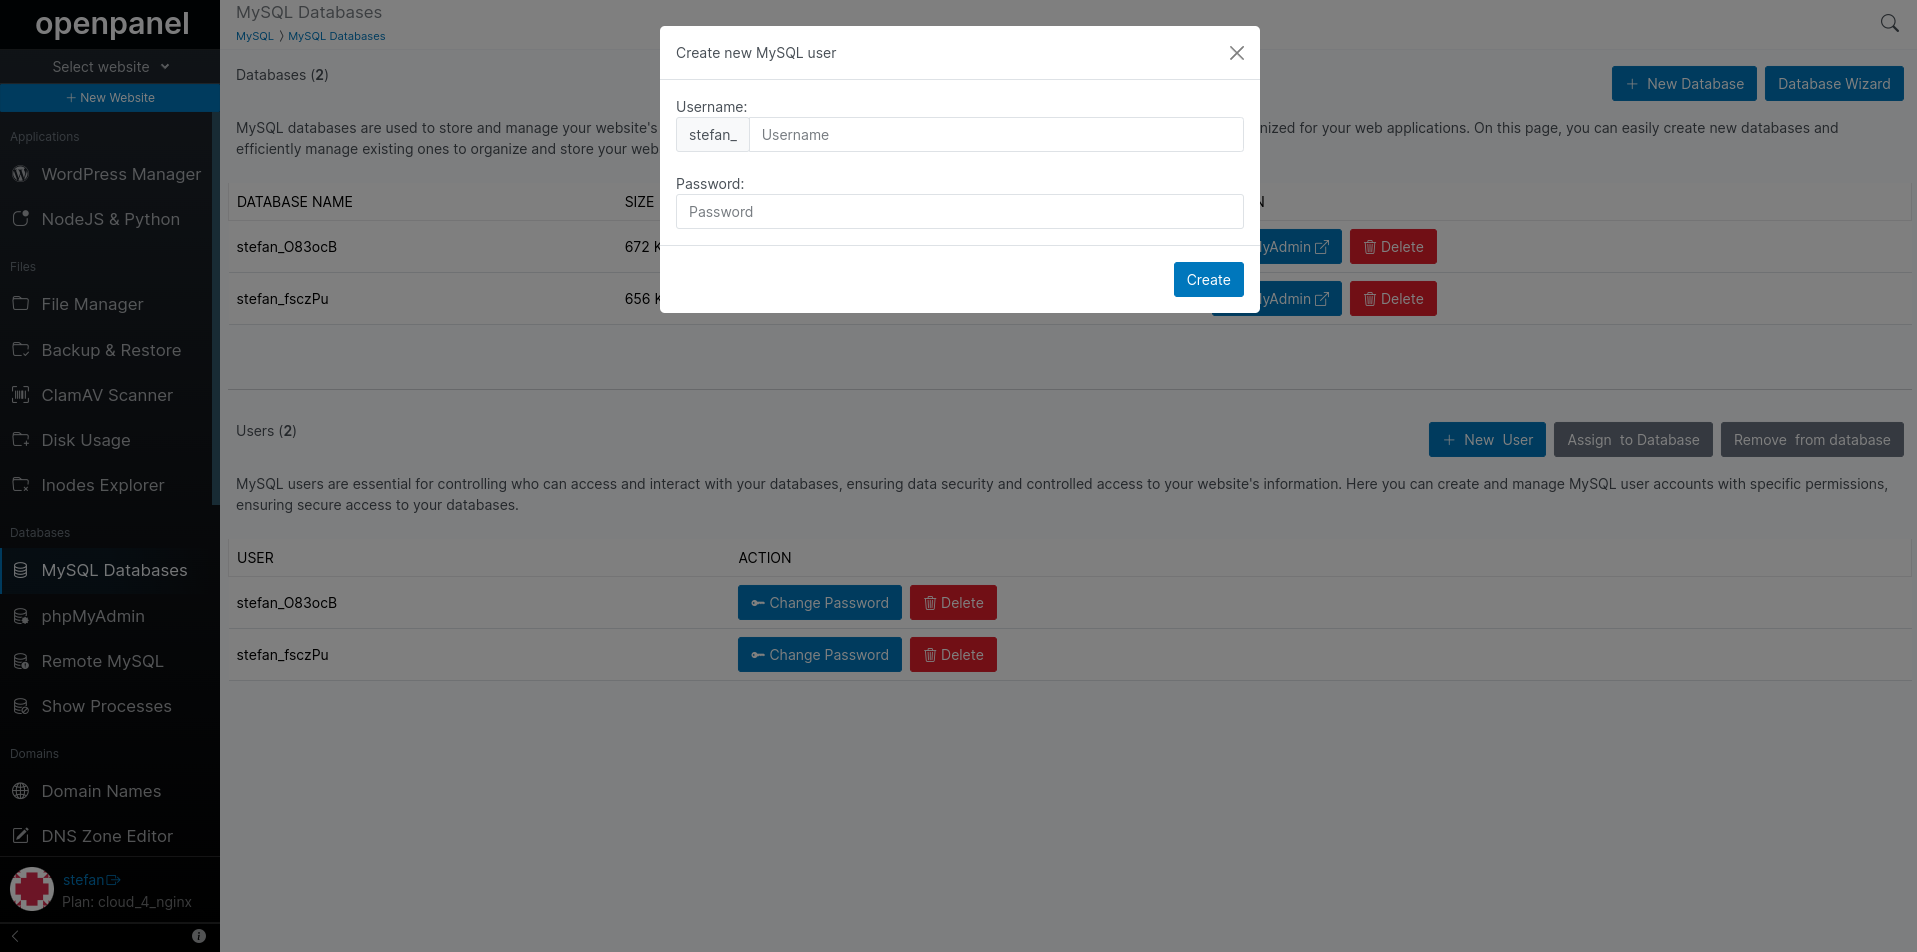 openpanel
Select website
+ New Website
Applications
WordPress Manager
NodeJS & Python
Files
File Manager
Backup & Restore
ClamAV Scanner
Disk Usage
Inodes Explorer
Databases
MySQL Databases
phpMyAdmin
Remote MySQL
Show Processes
Domains
Domain Names
DNS Zone Editor
stefan
Plan: cloud_4_nginx
MySQL Databases
MySQL 〉 MySQL Databases
Databases (2)
+ New Database
Database Wizard
MySQL databases are used to store and manage your website's
nized for your web applications. On this page, you can easily create new databases and
efficiently manage existing ones to organize and store your web
DATABASE NAME
SIZE
N
stefan_O83ocB
672 K
yAdmin
Delete
stefan_fsczPu
656 K
yAdmin
Delete
Create new MySQL user
Username:
stefan_
Username
Password:
Password
Create
Users (2)
+ New User
Assign to Database
Remove from database
MySQL users are essential for controlling who can access and interact with your databases, ensuring data security and controlled access to your website's information. Here you can create and manage MySQL user accounts with specific permissions,
ensuring secure access to your databases.
USER
ACTION
stefan_O83ocB
Change Password
Delete
stefan_fsczPu
Change Password
Delete